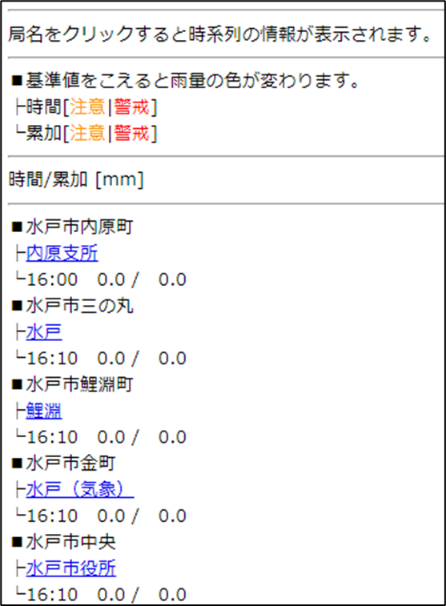 局名をクリックすると時系列の情報が表示されます。
■基準値をこえると雨量の色が変わります。
├時間[注意|警戒]
└累加[注意|警戒]
時間/累加 [mm]
■水戸市内原町
├内原支所
└16:00 0.0 / 0.0
■水戸市三の丸
├水戸
└16:10 0.0 / 0.0
■水戸市鯉淵町
├鯉淵
└16:10 0.0 / 0.0
■水戸市金町
├水戸（気象）
└16:10 0.0 / 0.0
■水戸市中央
├水戸市役所
└16:10 0.0 / 0.0